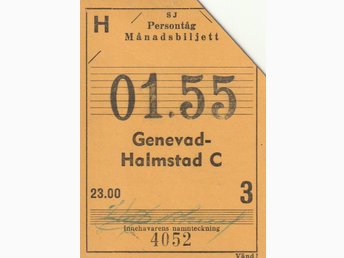 H
SJ
Persontåg
Månadsbiljett
01.55
Genevad-
Halmstad C
23.00
3
Innehavarens namnteckning
4052
Vänd!